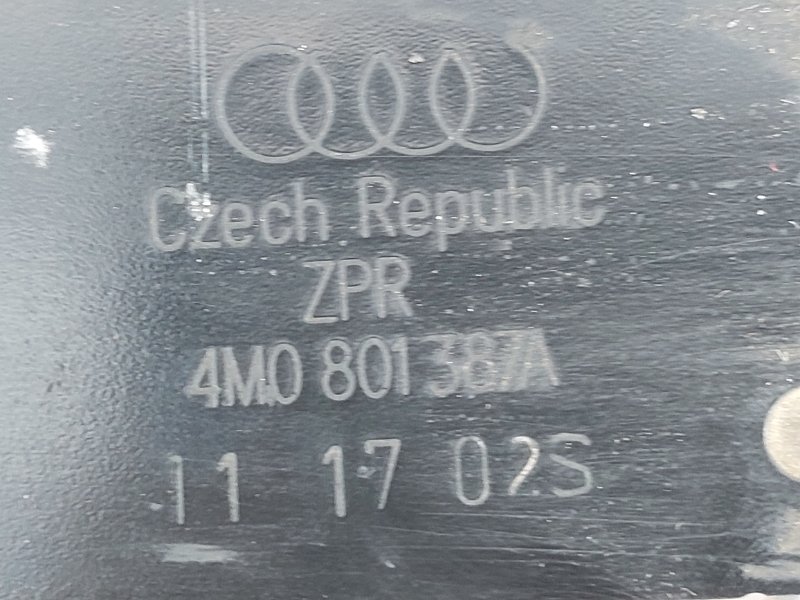 Czech Republic
ZPR
4M0 801 387A
11 17 02S